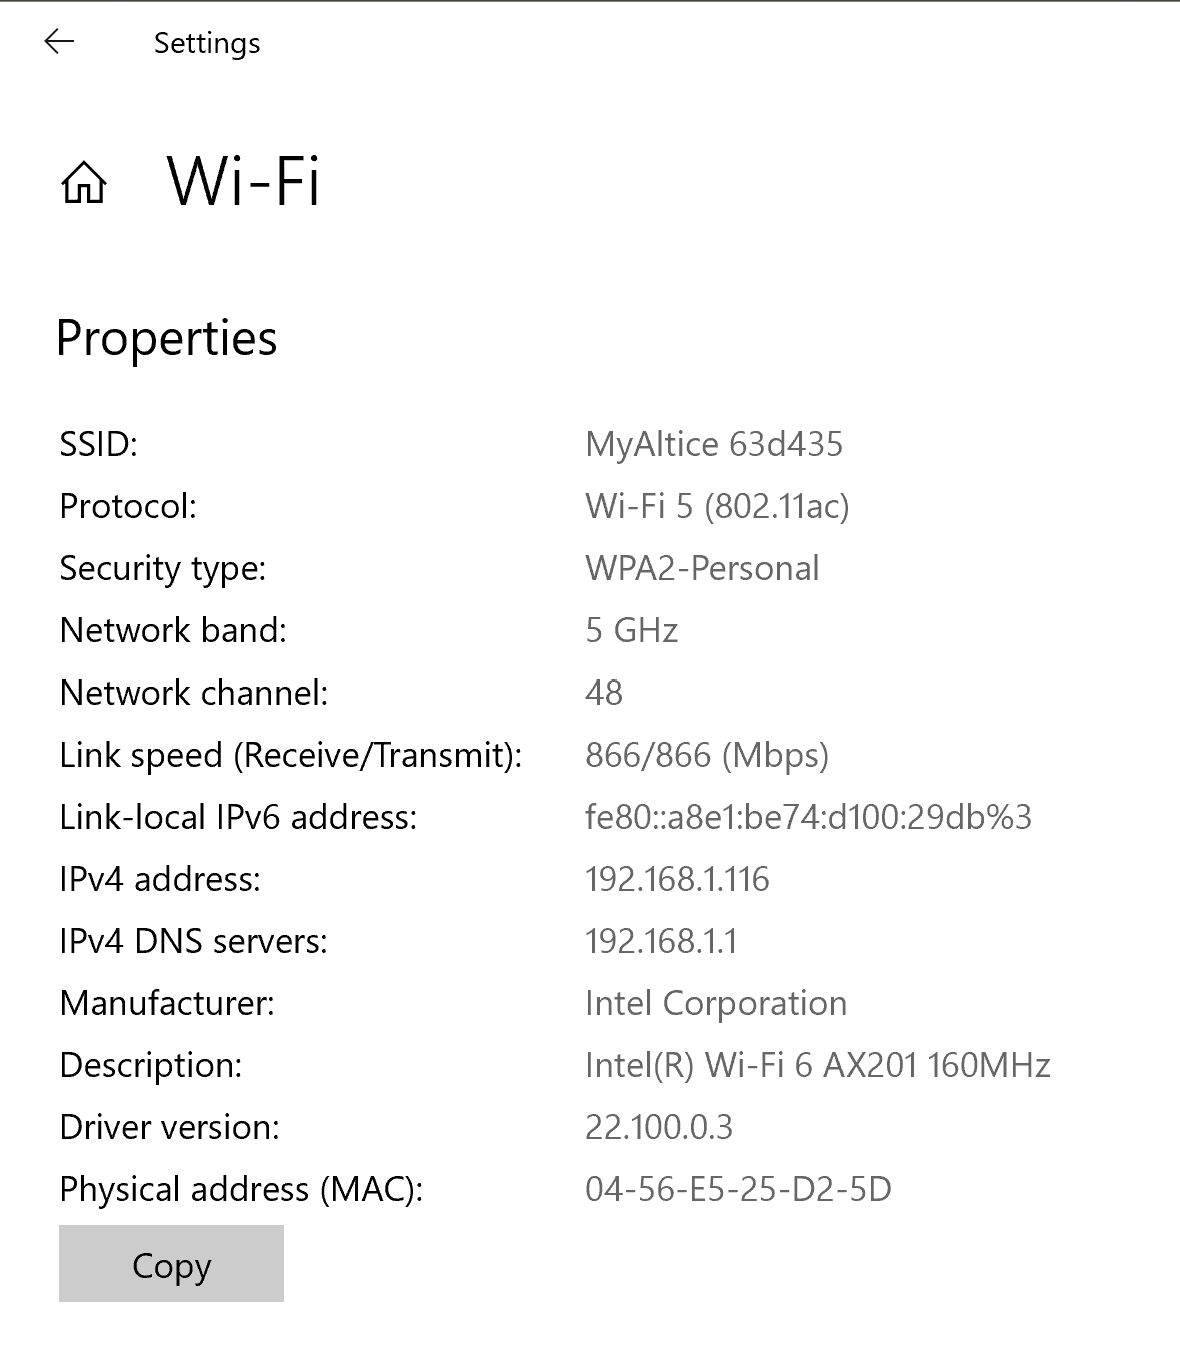 Settings
Wi-Fi
Properties
SSID: MyAltice 63d435
Protocol: Wi-Fi 5 (802.11ac)
Security type: WPA2-Personal
Network band: 5 GHz
Network channel: 48
Link speed (Receive/Transmit): 866/866 (Mbps)
Link-local IPv6 address: fe80::a8e1:be74:d100:29db%3
IPv4 address: 192.168.1.116
IPv4 DNS servers: 192.168.1.1
Manufacturer: Intel Corporation
Description: Intel(R) Wi-Fi 6 AX201 160MHz
Driver version: 22.100.0.3
Physical address (MAC): 04-56-E5-25-D2-5D
Copy